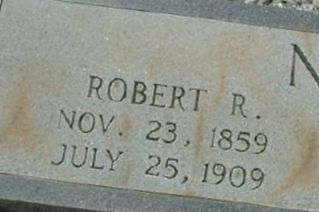 N
ROBERT R.
NOV. 23, 1859
JULY 25, 1909